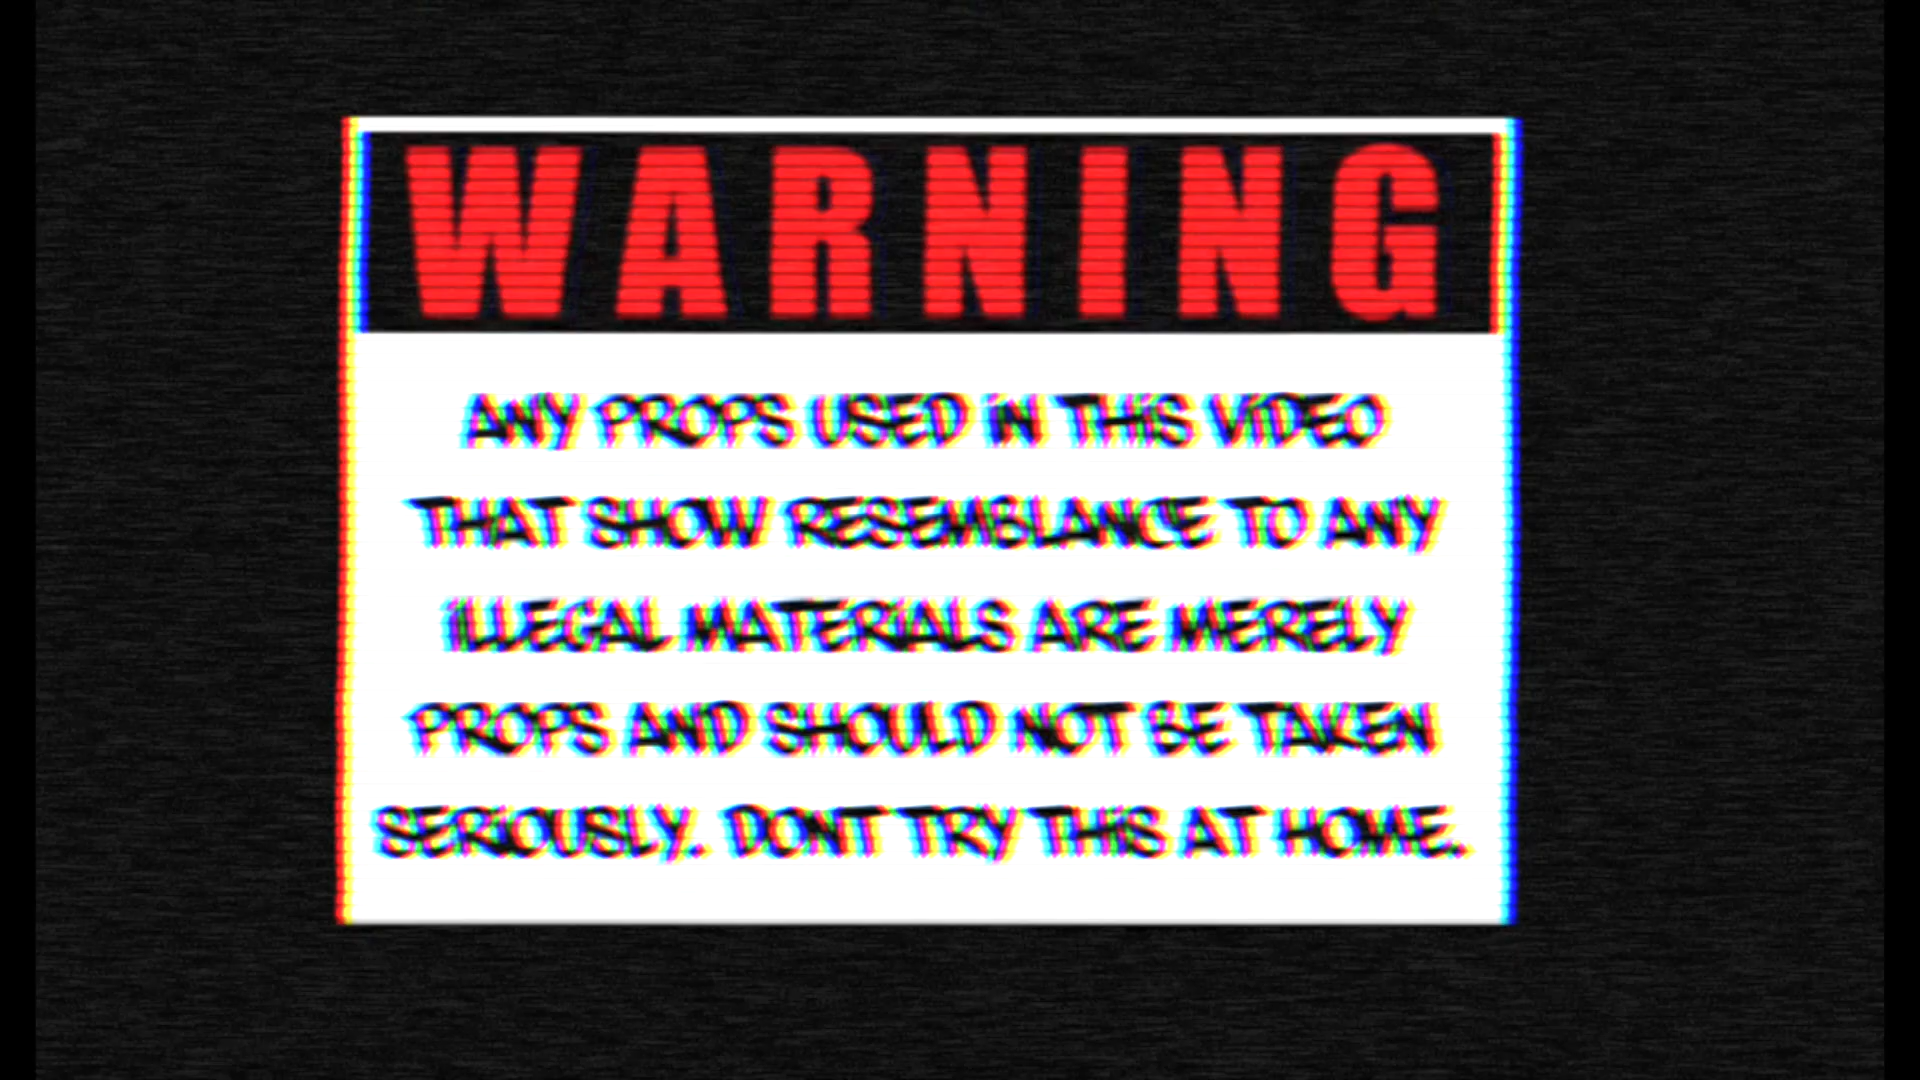 WARNING
ANY PROPS USED iN THiS ViDEO
THAT SHOW RESEMBLANCE TO ANY
iLLEGAL MATERiALS ARE MERELY
PROPS AND SHOULD NOT BE TAKEN
SERiOUSLY. DONT TRY THiS AT HOME.